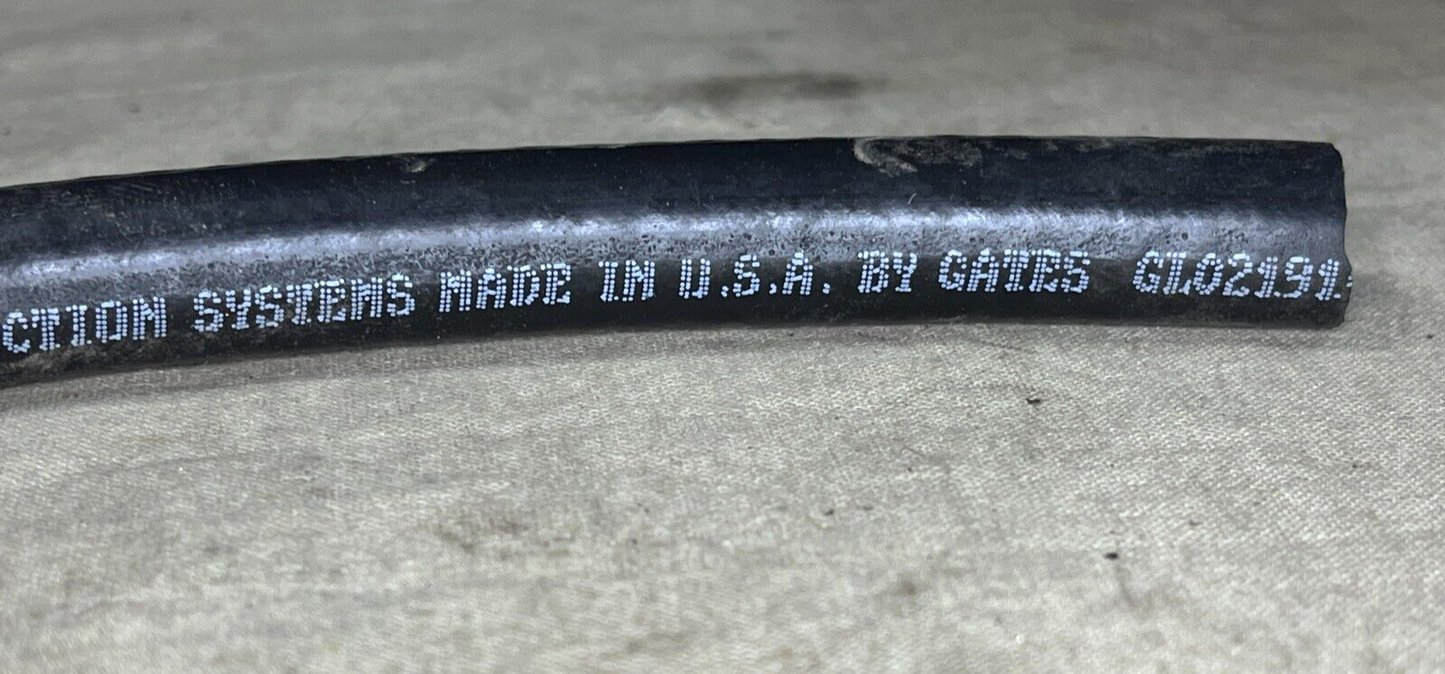 CTION SYSTEMS MADE IN U.S.A. BY GATES GL02191